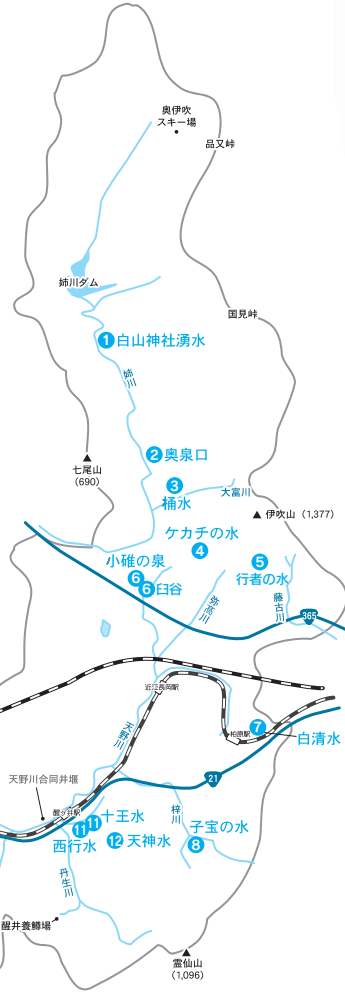 奥伊吹
スキー場
品又峠
姉川ダム
国見峠
1 白山神社湧水
姉川
2 奥泉口
七尾山
(690)
3
桶水
大富川
伊吹山 (1,377)
ケカチの水
4
小碓の泉
6
6 臼谷
5
行者の水
弥高川
藤古川
365
近江長岡駅
天野川
柏原駅
7
白清水
21
天野川合同井堰
醒ヶ井駅
十王水
11
11
西行水
12 天神水
梓川
子宝の水
8
丹生川
醒井養鱒場
霊仙山
(1,096)